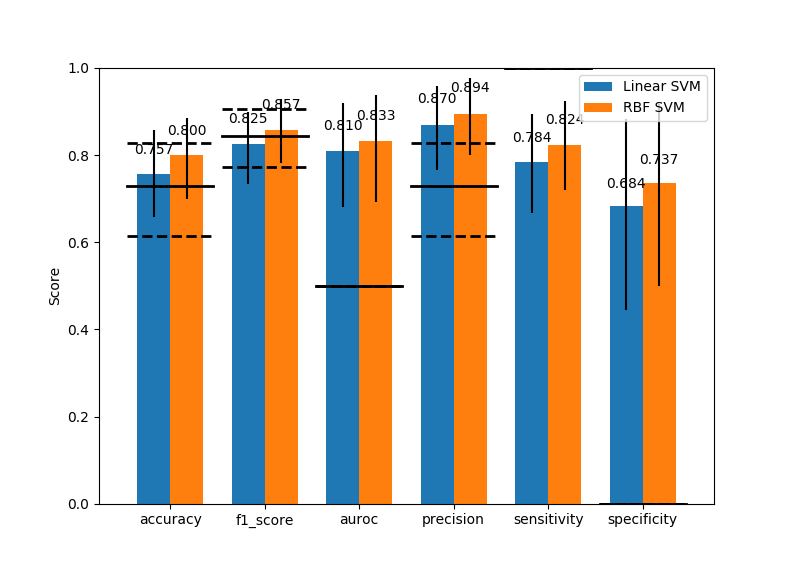 1.0
0.8
0.6
0.4
0.2
0.0
Score
Linear SVM
RBF SVM
0.757
0.800
0.825
0.857
0.810
0.833
0.870
0.894
0.784
0.824
0.684
0.737
accuracy
f1_score
auroc
precision
sensitivity
specificity